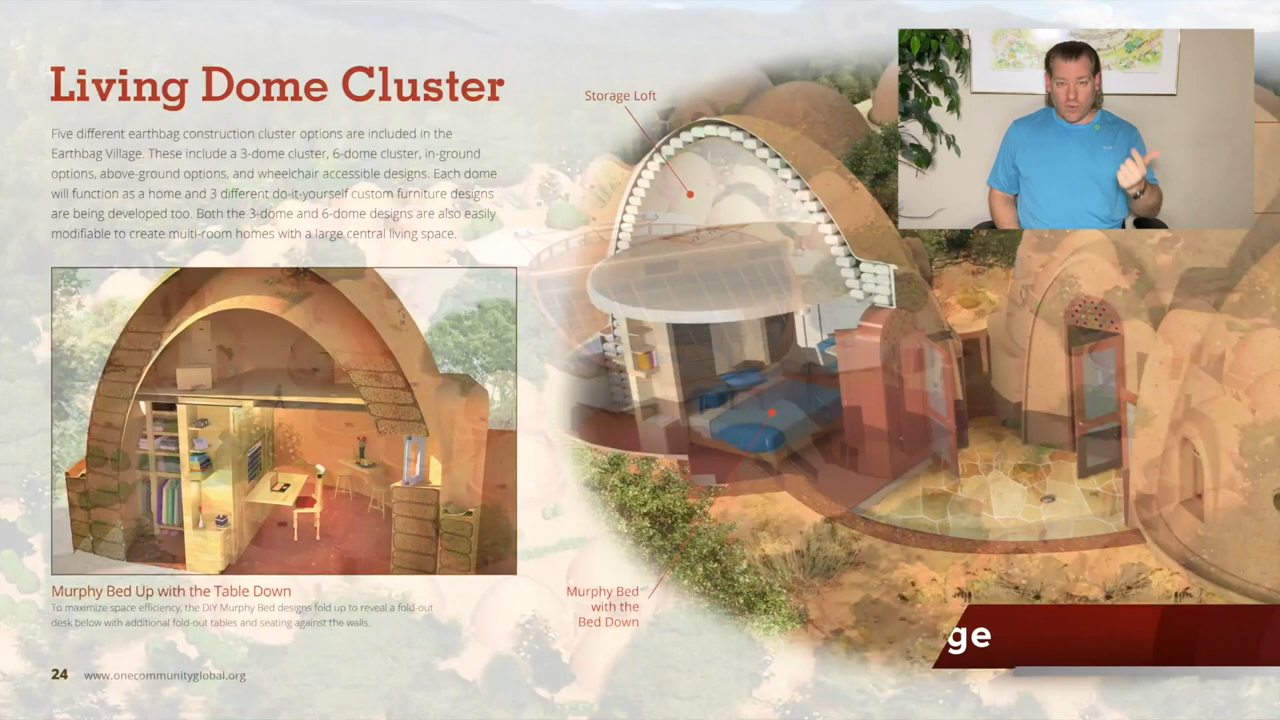 Living Dome Cluster
Five different earthbag construction cluster options are included in the
Earthbag Village. These include a 3-dome cluster, 6-dome cluster, in-ground
options, above-ground options, and wheelchair accessible designs. Each dome
will function as a home and 3 different do-it-yourself custom furniture designs
are being developed too. Both the 3-dome and 6-dome designs are also easily
modifiable to create multi-room homes with a large central living space.
Storage Loft
Murphy Bed Up with the Table Down
To maximize space efficiency, the DIY Murphy Bed designs fold up to reveal a fold-out
desk below with additional fold-out tables and seating against the walls.
Murphy Bed
with the
Bed Down
ge
24 www.onecommunityglobal.org